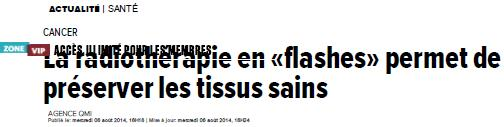 ACTUALITÉ | SANTÉ
CANCER
ZONE VIP ACCÈS ILLIMITÉ POUR LES MEMBRES
La radiothérapie en «flashes» permet de
préserver les tissus sains
AGENCE QMI
Publié le: mercredi 06 août 2014, 16H18 | Mise à jour: mercredi 06 août 2014, 16H24